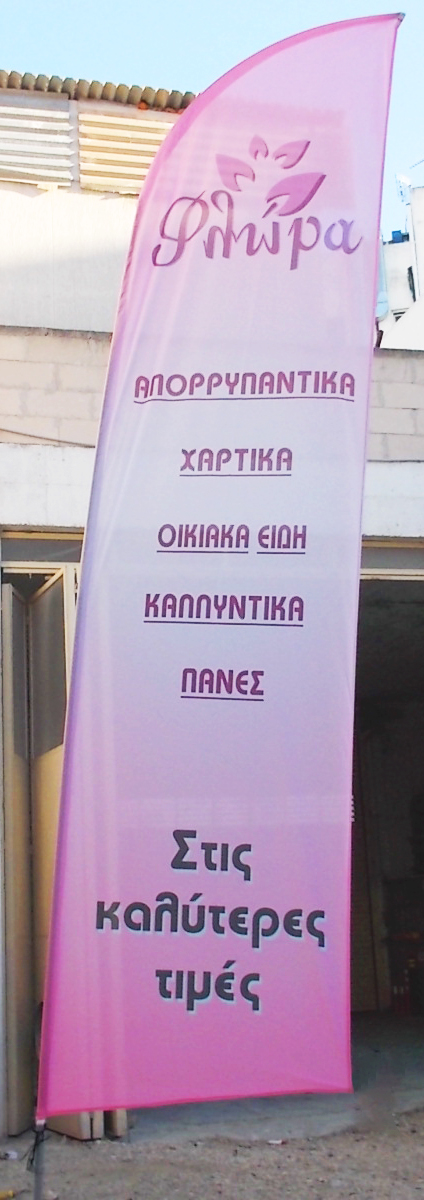 Φλώρα
ΑΠΟΡΡΥΠΑΝΤΙΚΑ
ΧΑΡΤΙΚΑ
ΟΙΚΙΑΚΑ ΕΙΔΗ
ΚΑΛΛΥΝΤΙΚΑ
ΠΑΝΕΣ
Στις
καλύτερες
τιμές